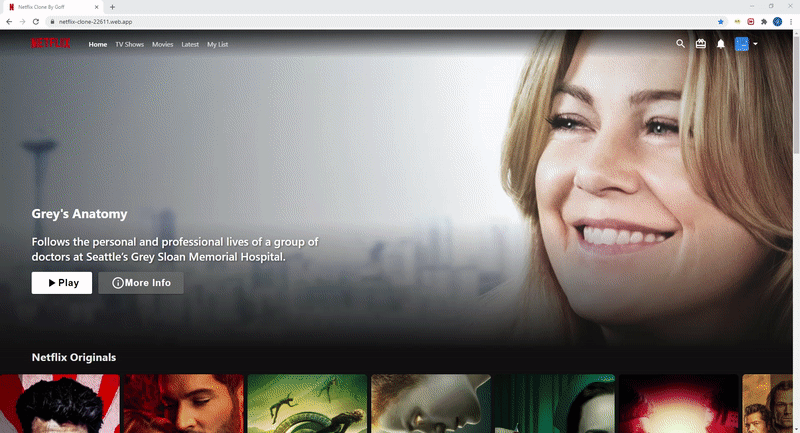 Netflix Clone By Goff
netflix-clone-22611.web.app
NETFLIX
Home
TV Shows
Movies
Latest
My List
Grey's Anatomy
Follows the personal and professional lives of a group of
doctors at Seattle's Grey Sloan Memorial Hospital.
Play
More Info
Netflix Originals